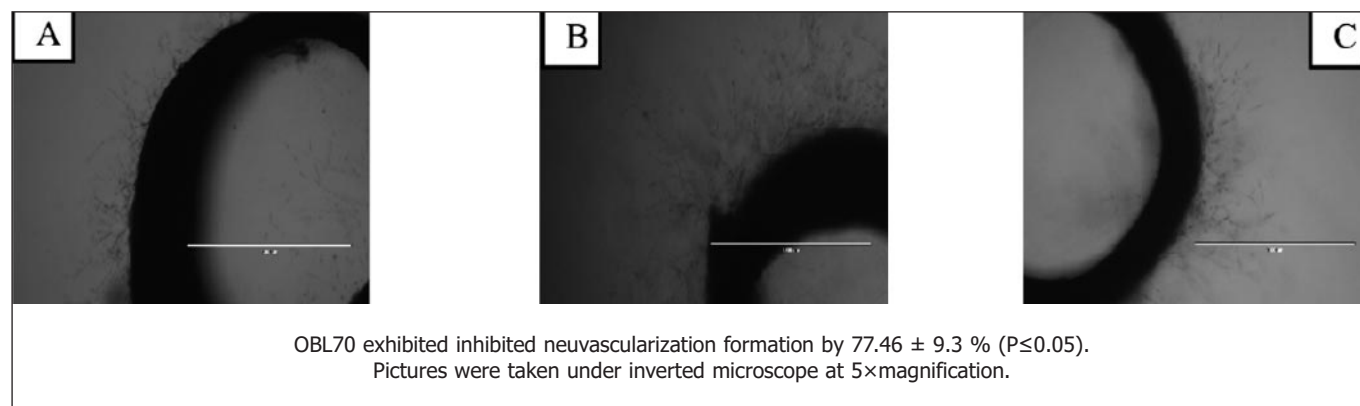 A
B
C
OBL70 exhibited inhibited neuvascularization formation by 77.46 ± 9.3 % (P≤0.05).
Pictures were taken under inverted microscope at 5×magnification.